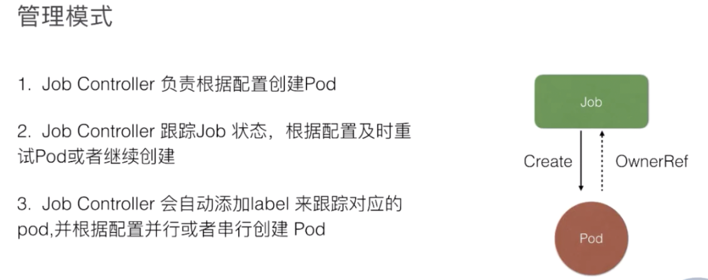 管理模式
1. Job Controller 负责根据配置创建Pod
2. Job Controller 跟踪Job 状态，根据配置及时重
试Pod或者继续创建
3. Job Controller 会自动添加label 来跟踪对应的
pod,并根据配置并行或者串行创建 Pod
Job
Create
OwnerRef
Pod